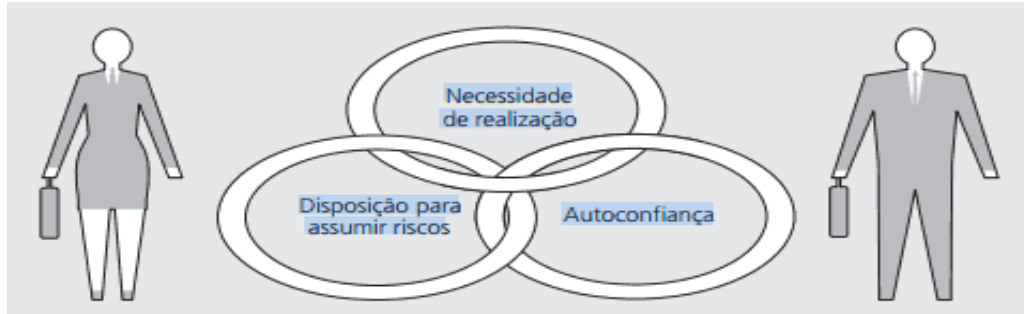 Necessidade
de realização
Disposição para
assumir riscos
Autoconfiança